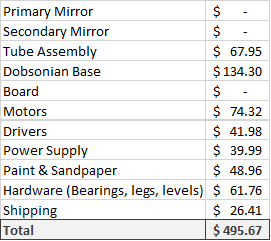 Primary Mirror $ -
Secondary Mirror $ -
Tube Assembly $ 67.95
Dobsonian Base $ 134.30
Board $ -
Motors $ 74.32
Drivers $ 41.98
Power Supply $ 39.99
Paint & Sandpaper $ 48.96
Hardware (Bearings, legs, levels) $ 61.76
Shipping $ 26.41
Total $ 495.67